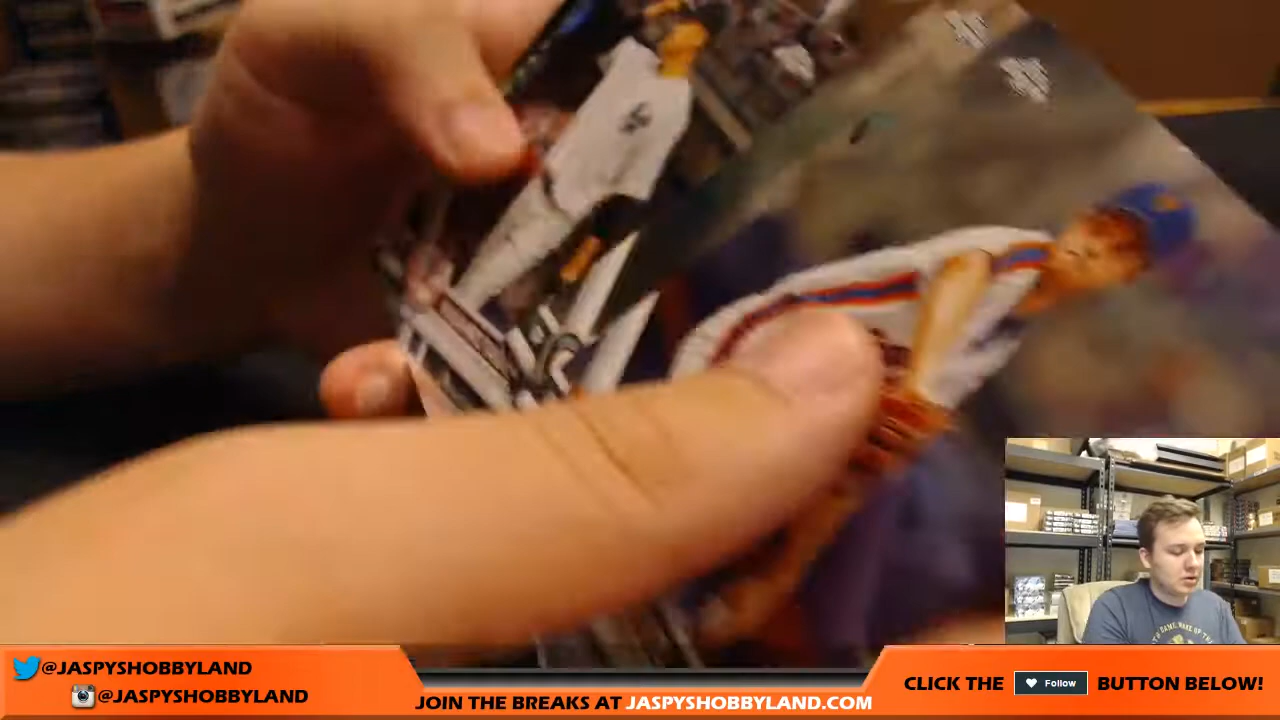 @JASPYSHOBBYLAND
@JASPYSHOBBYLAND
JOIN THE BREAKS AT JASPYSHOBBYLAND.COM
CLICK THE Follow BUTTON BELOW!